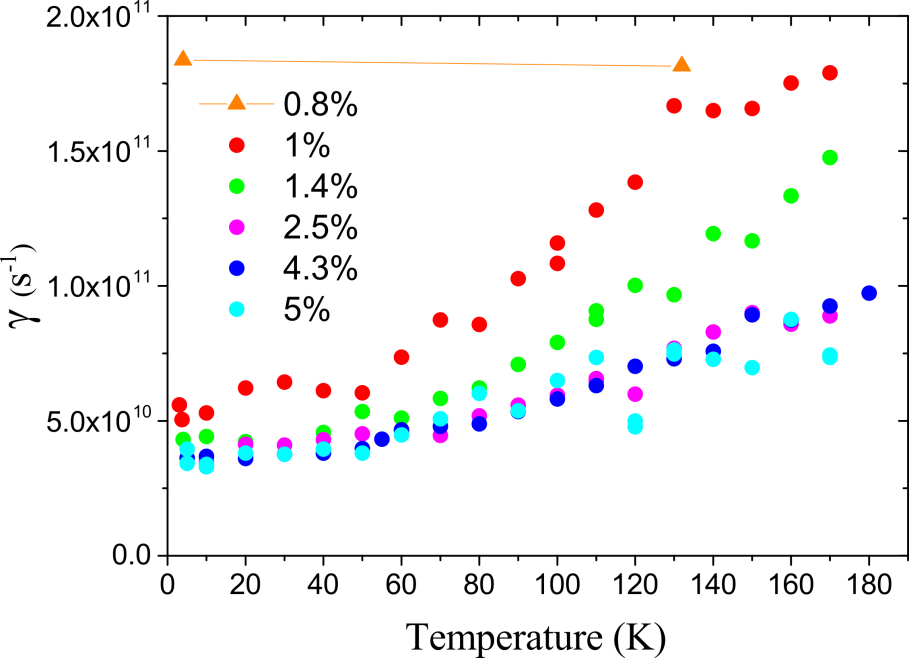 2.0x10¹¹
1.5x10¹¹
1.0x10¹¹
5.0x10¹⁰
0.0
γ (s⁻¹)
0.8%
1%
1.4%
2.5%
4.3%
5%
0 20 40 60 80 100 120 140 160 180
Temperature (K)